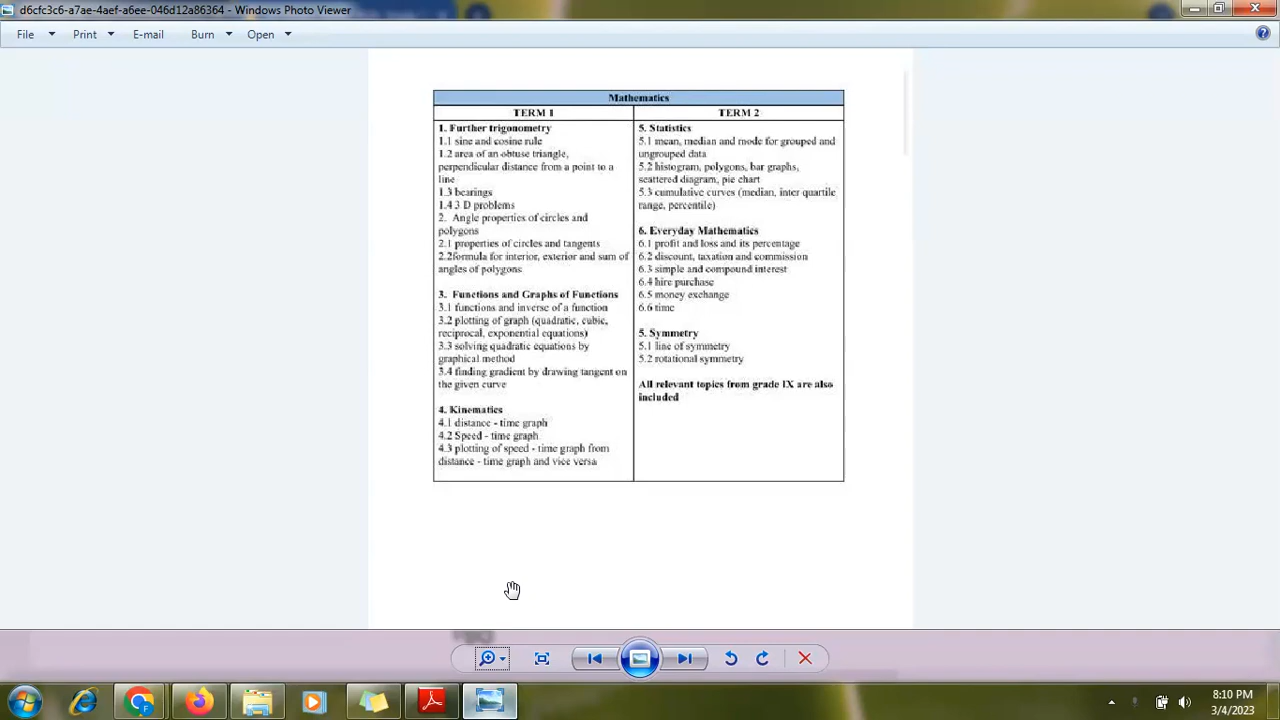 d6cfc3c6-a7ae-4aef-a6ee-046d12a86364 - Windows Photo Viewer
File Print E-mail Burn Open
Mathematics
TERM 1
1. Further trigonometry
1.1 sine and cosine rule
1.2 area of an obtuse triangle,
perpendicular distance from a point to a
line
1.3 bearings
1.4 3 D problems
2. Angle properties of circles and
polygons
2.1 properties of circles and tangents
2.2formula for interior, exterior and sum of
angles of polygons
3. Functions and Graphs of Functions
3.1 functions and inverse of a function
3.2 plotting of graph (quadratic, cubic,
reciprocal, exponential equations)
3.3 solving quadratic equations by
graphical method
3.4 finding gradient by drawing tangent on
the given curve
4. Kinematics
4.1 distance - time graph
4.2 Speed - time graph
4.3 plotting of speed - time graph from
distance - time graph and vice versa
TERM 2
5. Statistics
5.1 mean, median and mode for grouped and
ungrouped data
5.2 histogram, polygons, bar graphs,
scattered diagram, pie chart
5.3 cumulative curves (median, inter quartile
range, percentile)
6. Everyday Mathematics
6.1 profit and loss and its percentage
6.2 discount, taxation and commission
6.3 simple and compound interest
6.4 hire purchase
6.5 money exchange
6.6 time
5. Symmetry
5.1 line of symmetry
5.2 rotational symmetry
All relevant topics from grade IX are also
included
8:10 PM
3/4/2023